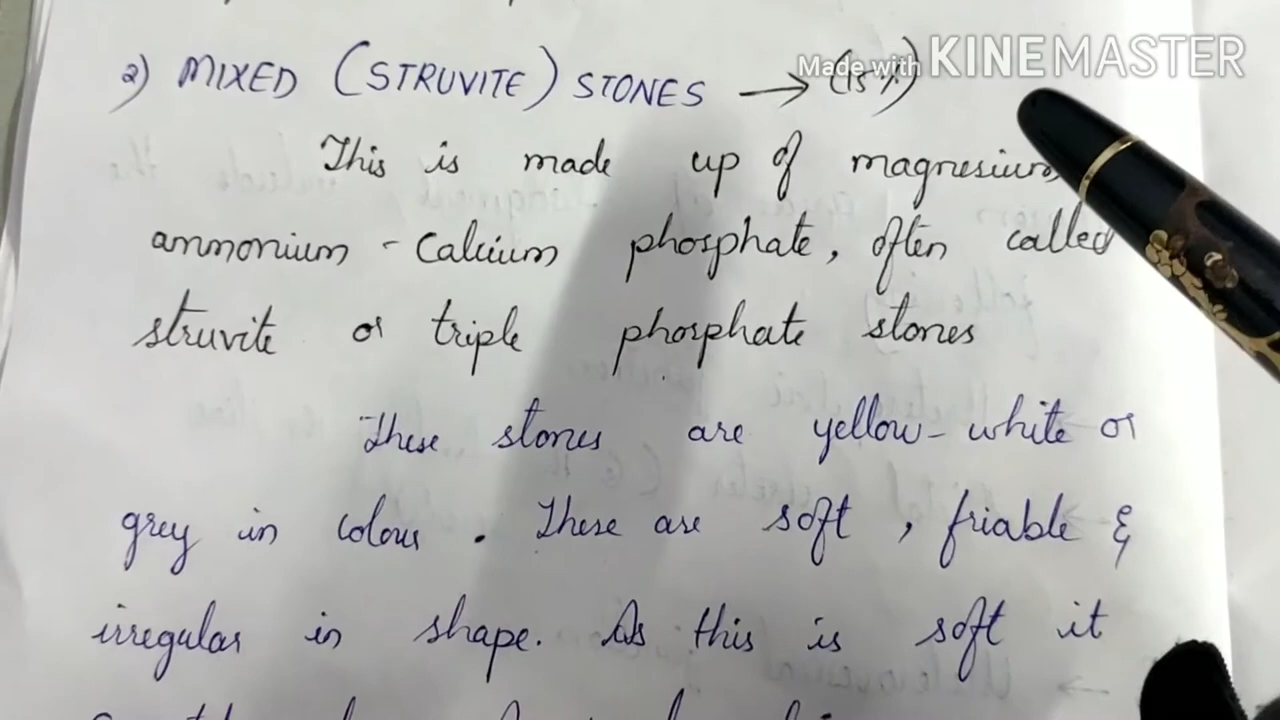 Made with KINEMASTER
2) MIXED (STRUVITE) STONES → (15%)
This is made up of magnesium
ammonium - Calcium phosphate, often called
struvite or triple phosphate stones
These stones are yellow-white or
grey in colour. These are soft, friable &
irregular in shape. As this is soft it